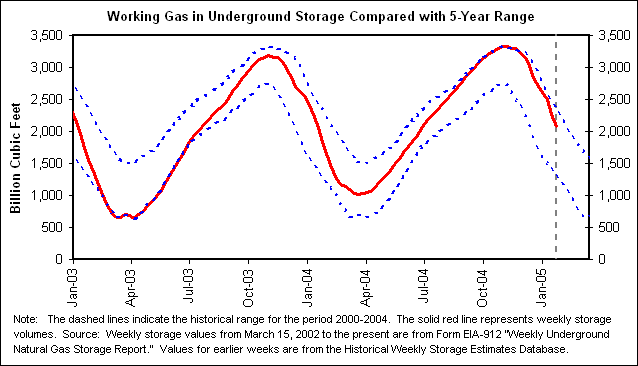 Working Gas in Underground Storage Compared with 5-Year Range
Billion Cubic Feet
3,500
3,000
2,500
2,000
1,500
1,000
500
0
3,500
3,000
2,500
2,000
1,500
1,000
500
0
Jan-03
Apr-03
Jul-03
Oct-03
Jan-04
Apr-04
Jul-04
Oct-04
Jan-05
Note: The dashed lines indicate the historical range for the period 2000-2004. The solid red line represents weekly storage
volumes. Source: Weekly storage values from March 15, 2002 to the present are from Form EIA-912 "Weekly Underground
Natural Gas Storage Report." Values for earlier weeks are from the Historical Weekly Storage Estimates Database.